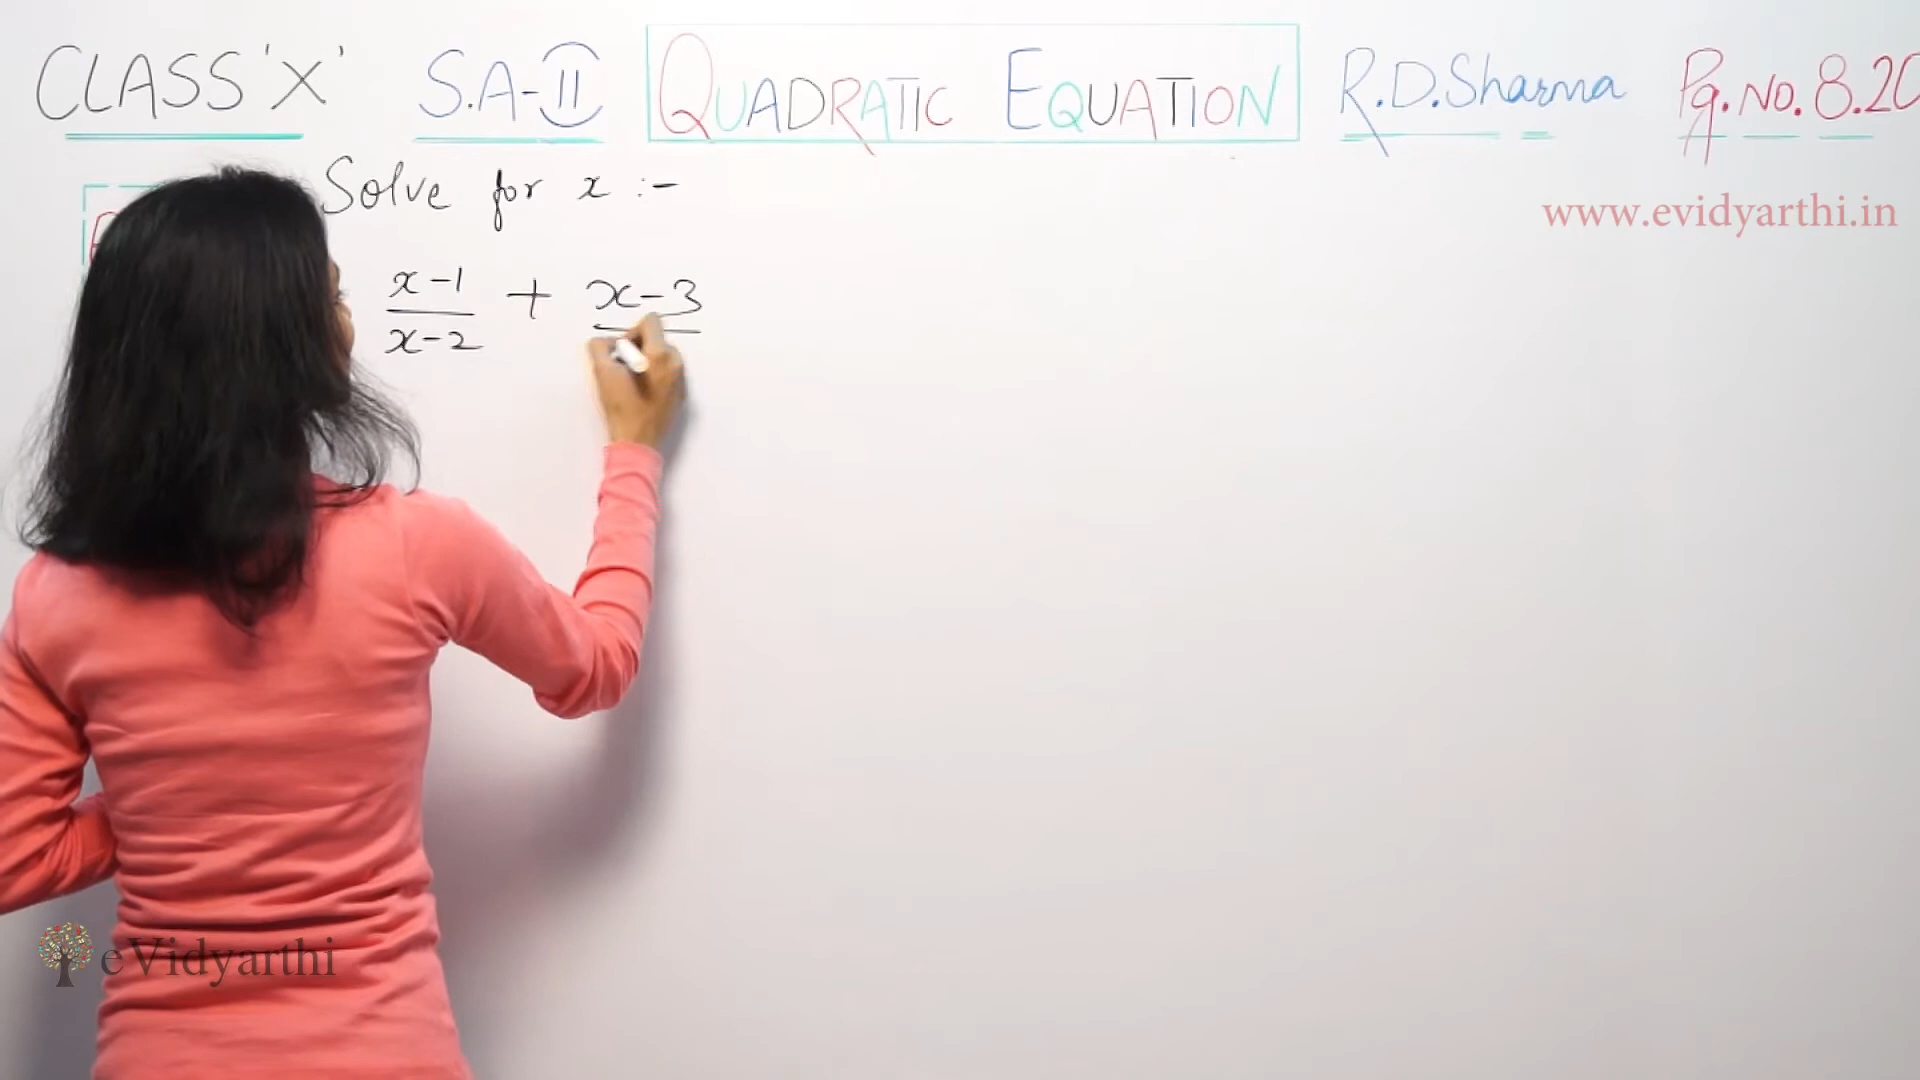 CLASS 'X' S.A-II QUADRATIC EQUATION R.D.Sharma Pg.No.8.20
Solve for x :-
www.evidyarthi.in
x-1 + x-3
x-2
eVidyarthi